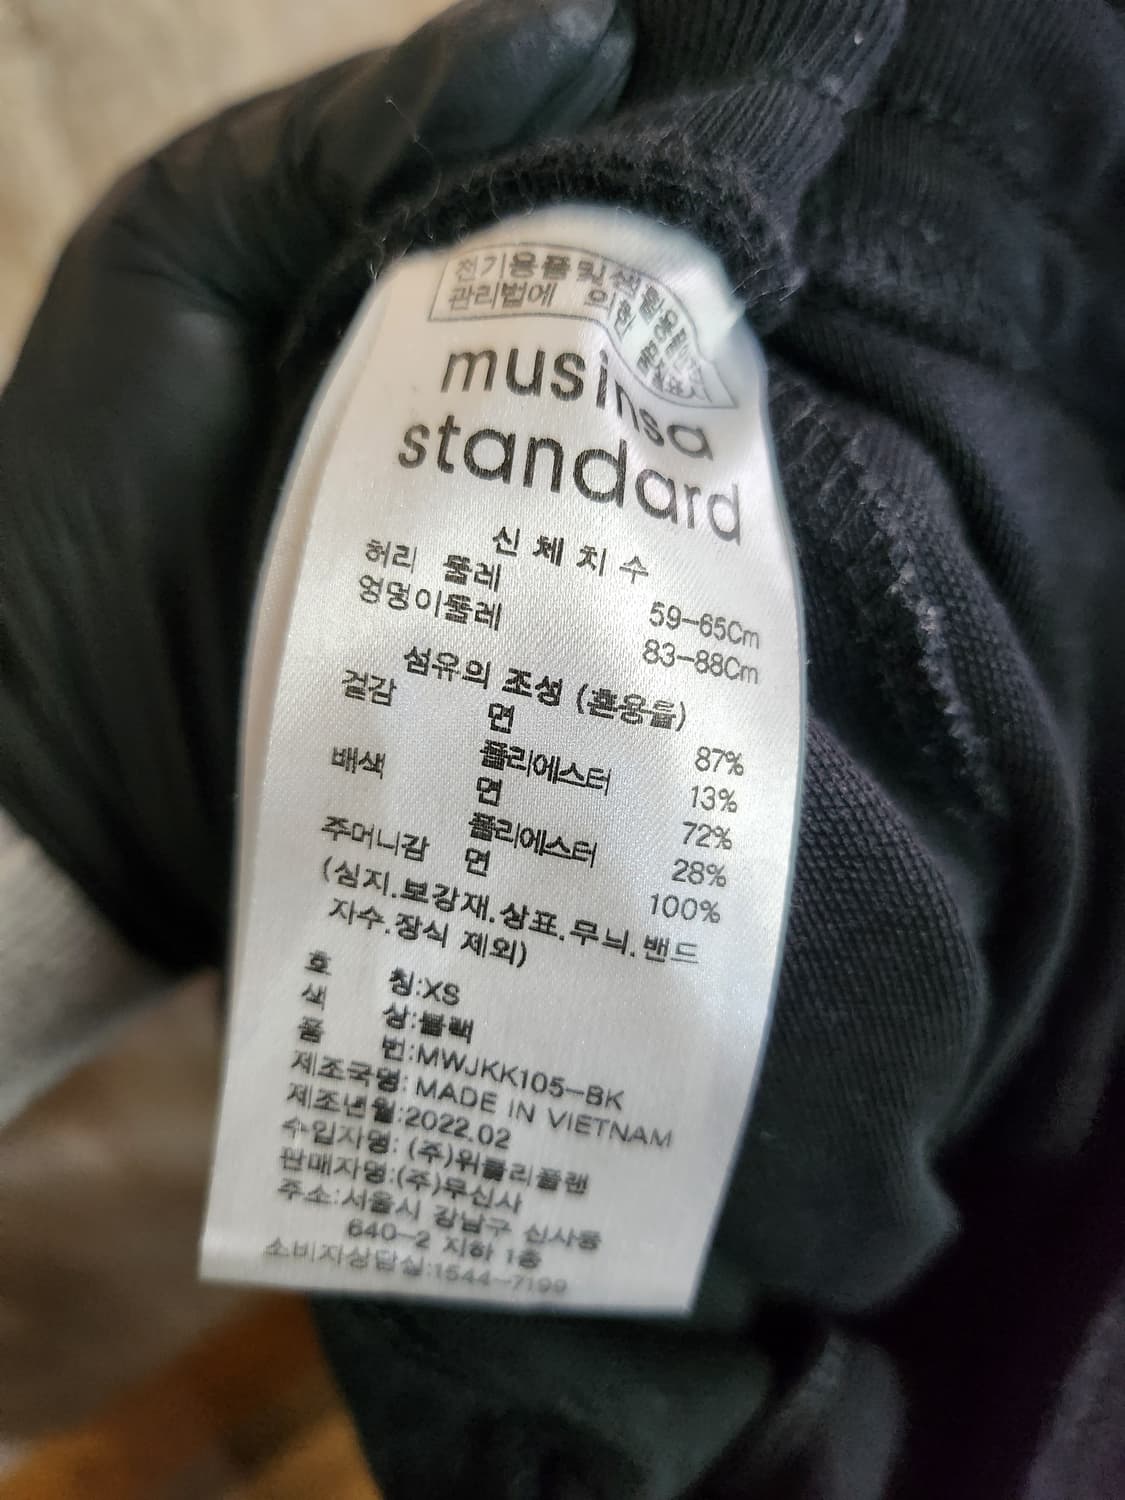 전기용품 및 생활용품 안전
관리법에 의한 품질표시
musinsa
standard
신체치수
허리 둘레 59-65Cm
엉덩이둘레 83-88Cm
섬유의 조성 (혼용율)
겉감 면 87%
폴리에스터 13%
배색 면 72%
폴리에스터 28%
주머니감 면 100%
(심지.보강재.상표.무늬.밴드
자수.장식 제외)
호 칭:XS
색 상:블랙
품 번:MWJKK105-BK
제조국명: MADE IN VIETNAM
제조년월:2022.02
수입자명: (주)위클리플랜
판매자명:(주)무신사
주소:서울시 강남구 신사동
640-2 지하 1층
소비자상담실:1544-7199